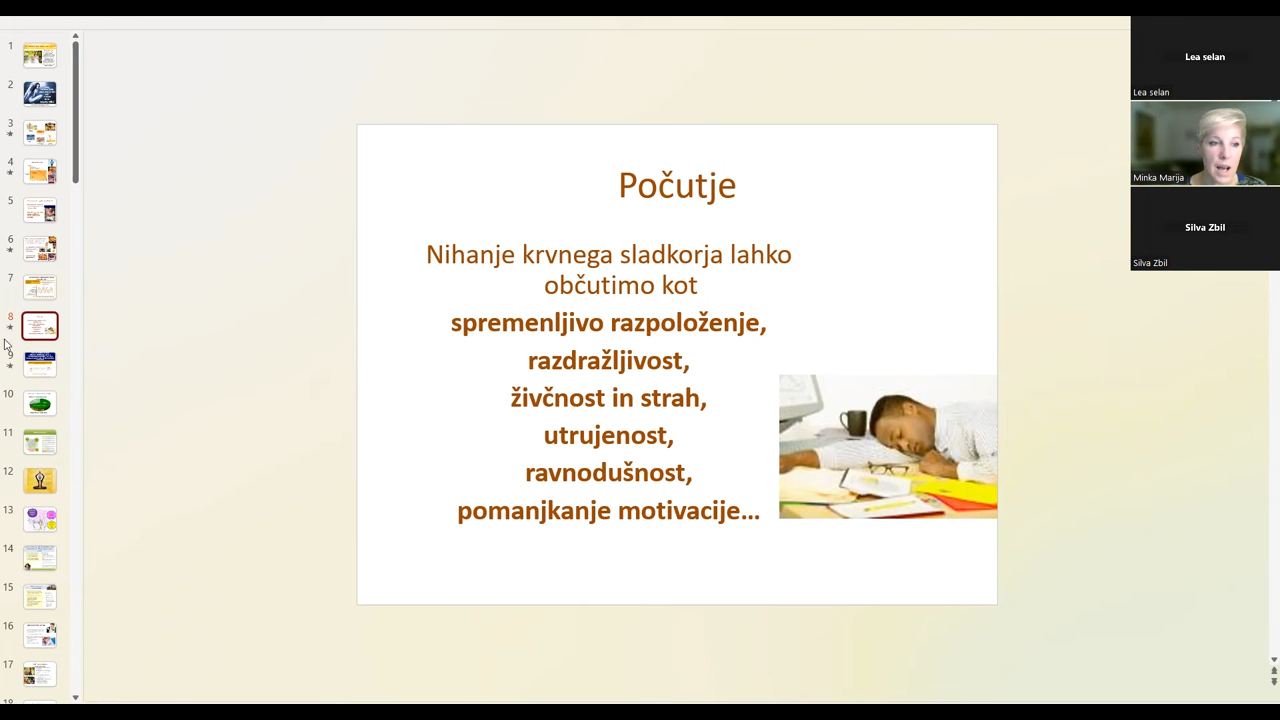 1
2
3
4
5
6
7
8
9
10
11
12
13
14
15
16
17
Počutje
Nihanje krvnega sladkorja lahko
občutimo kot
spremenljivo razpoloženje,
razdražljivost,
živčnost in strah,
utrujenost,
ravnodušnost,
pomanjkanje motivacije…
Lea selan
Lea selan
Minka Marija
Silva Zbil
Silva Zbil